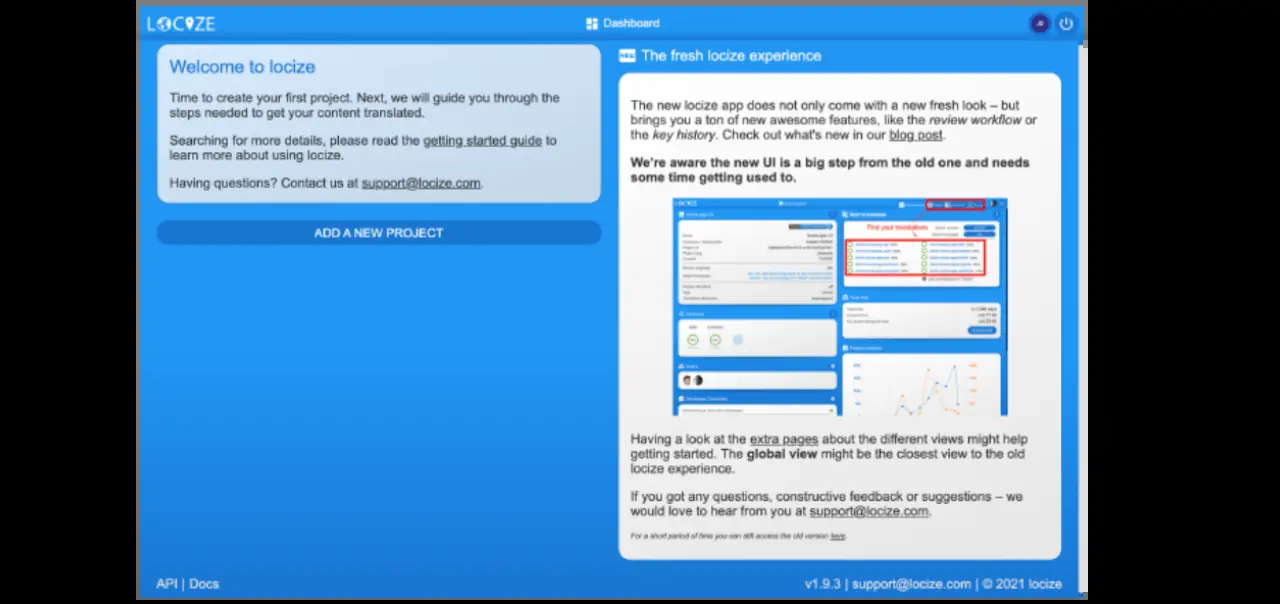 LOCIZE
Dashboard
Welcome to locize
Time to create your first project. Next, we will guide you through the
steps needed to get your content translated.
Searching for more details, please read the getting started guide to
learn more about using locize.
Having questions? Contact us at support@locize.com.
ADD A NEW PROJECT
NEW The fresh locize experience
The new locize app does not only come with a new fresh look – but
brings you a ton of new awesome features, like the review workflow or
the key history. Check out what's new in our blog post.
We're aware the new UI is a big step from the old one and needs
some time getting used to.
Find your translations
Having a look at the extra pages about the different views might help
getting started. The global view might be the closest view to the old
locize experience.
If you got any questions, constructive feedback or suggestions – we
would love to hear from you at support@locize.com.
For a short period of time you can still access the old version here.
API | Docs
v1.9.3 | support@locize.com | © 2021 locize